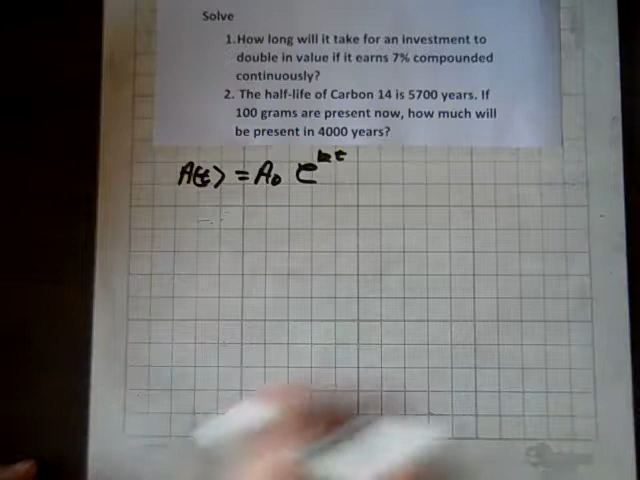 Solve
1. How long will it take for an investment to
double in value if it earns 7% compounded
continuously?
2. The half-life of Carbon 14 is 5700 years. If
100 grams are present now, how much will
be present in 4000 years?
A(t) = A₀ e^kt